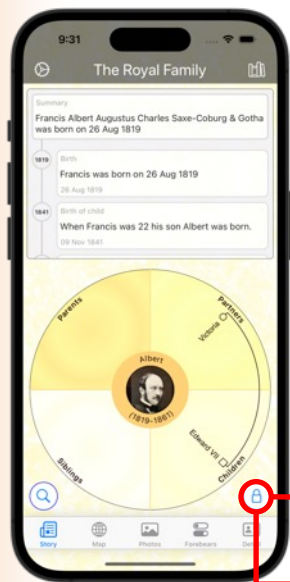 9:31
The Royal Family
Summary
Francis Albert Augustus Charles Saxe-Coburg & Gotha
was born on 26 Aug 1819
1819
Birth
Francis was born on 26 Aug 1819
26 Aug 1819
1841
Birth of child
When Francis was 22 his son Albert was born.
09 Nov 1841
Parents
Partners
Victoria
Albert
(1819-1861)
Edward VII
Siblings
Children
Story
Map
Photos
Forebears